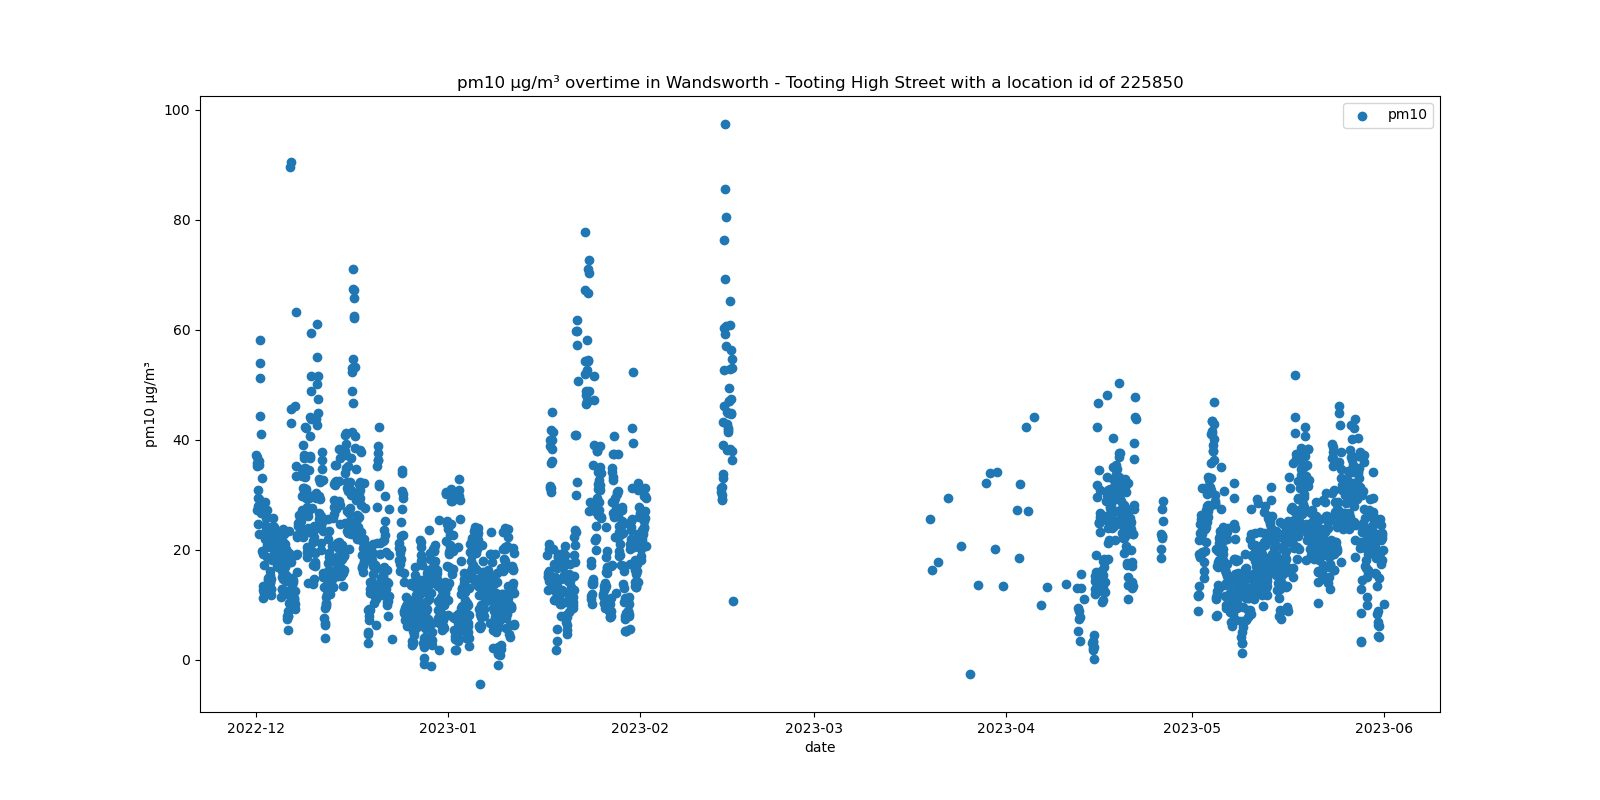 pm10 µg/m³ overtime in Wandsworth - Tooting High Street with a location id of 225850
pm10
100
80
60
40
20
0
pm10 µg/m³
2022-12 2023-01 2023-02 2023-03 2023-04 2023-05 2023-06
date